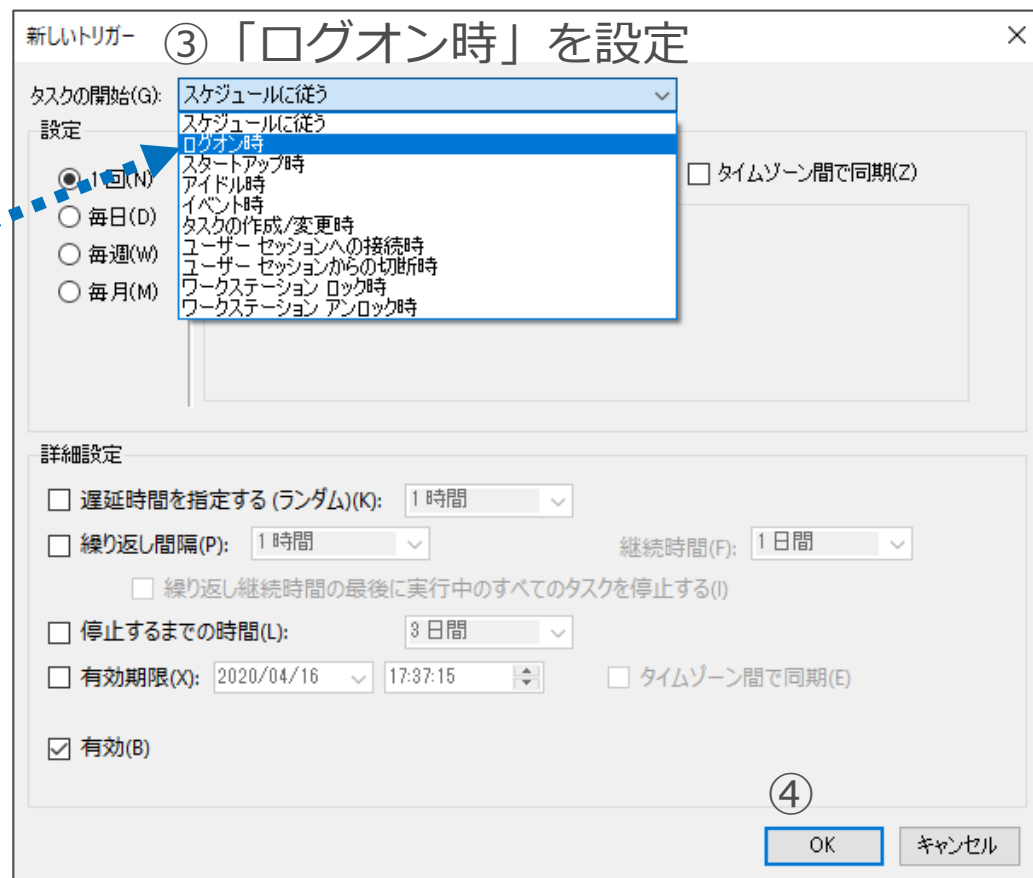 新しいトリガー
③「ログオン時」を設定
タスクの開始(G): スケジュールに従う
スケジュールに従う
ログオン時
スタートアップ時
アイドル時
イベント時
タスクの作成/変更時
ユーザー セッションへの接続時
ユーザー セッションからの切断時
ワークステーション ロック時
ワークステーション アンロック時
設定
1回(N)
毎日(D)
毎週(W)
毎月(M)
タイムゾーン間で同期(Z)
詳細設定
遅延時間を指定する (ランダム)(K): 1 時間
繰り返し間隔(P): 1 時間 継続時間(F): 1 日間
繰り返し継続時間の最後に実行中のすべてのタスクを停止する(I)
停止するまでの時間(L): 3 日間
有効期限(X): 2020/04/16 17:37:15 タイムゾーン間で同期(E)
有効(B)
④
OK キャンセル